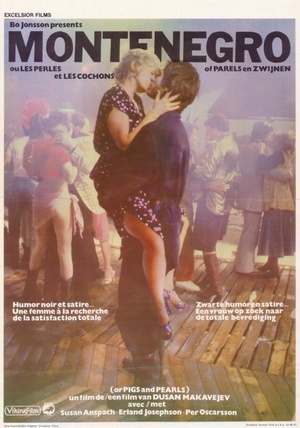 EXCELSIOR FILMS
Bo Jonsson presents
MONTENEGRO
ou LES PERLES
et LES COCHONS
of PARELS en ZWIJNEN
Humor noir et satire...
Une femme à la recherche
de la satisfaction totale
Zwarte humor en satire...
Een vrouw op zoek naar
de totale bevrediging
(or PIGS and PEARLS)
un film de/een film van DUSAN MAKAVEJEV
avec/met
Susan Anspach - Erland Josephson - Per Oscarsson
VikingFilm